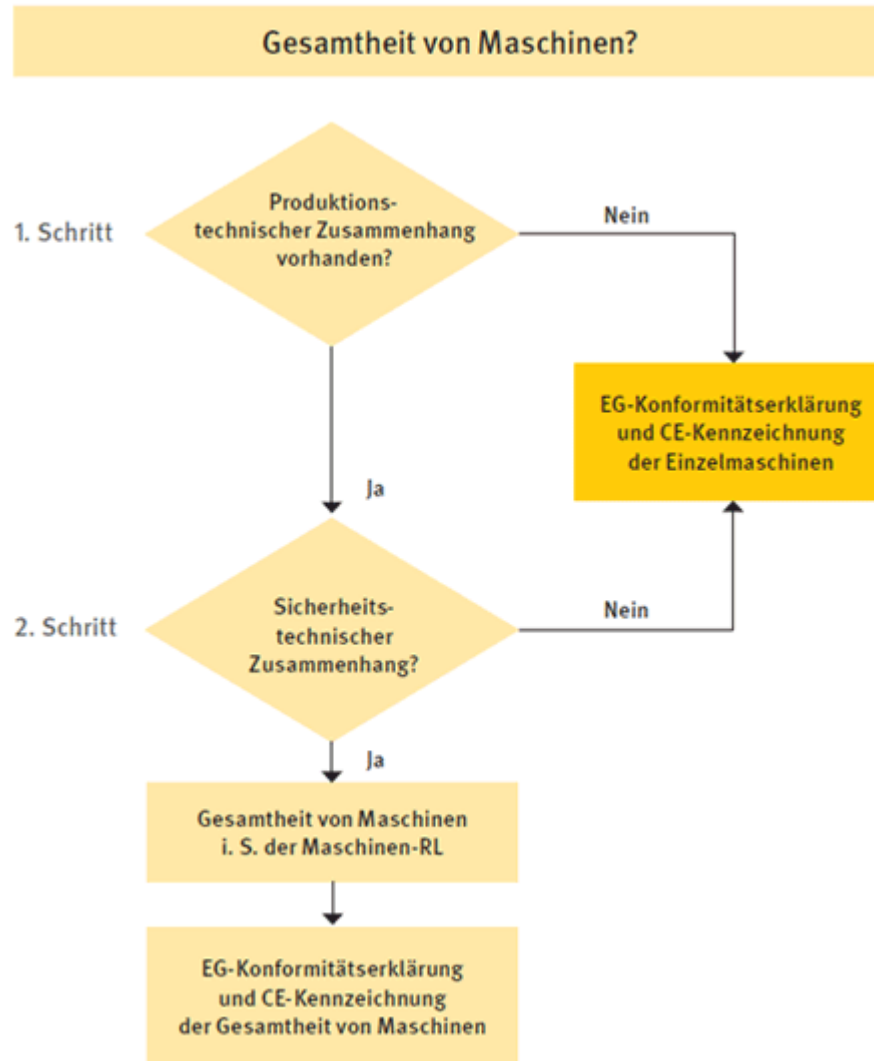 Gesamtheit von Maschinen?
1. Schritt
Produktions-
technischer Zusammenhang
vorhanden?
Nein
EG-Konformitätserklärung
und CE-Kennzeichnung
der Einzelmaschinen
Ja
2. Schritt
Sicherheits-
technischer
Zusammenhang?
Nein
Ja
Gesamtheit von Maschinen
i. S. der Maschinen-RL
EG-Konformitätserklärung
und CE-Kennzeichnung
der Gesamtheit von Maschinen